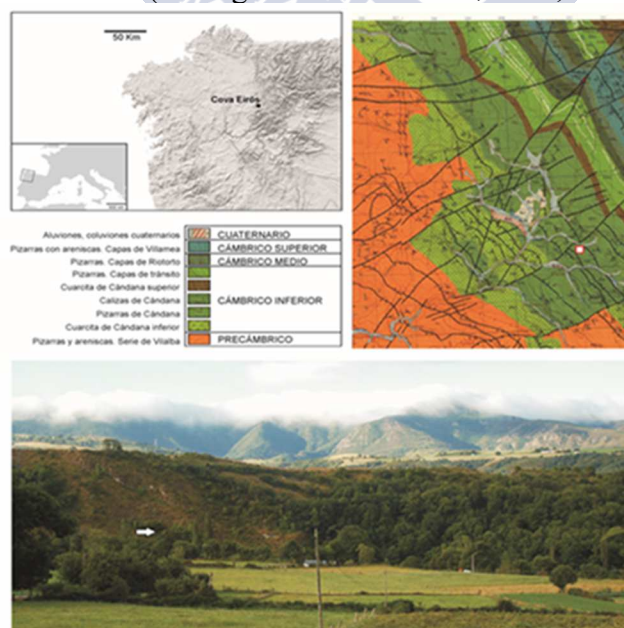 50 Km
Cova Eirós
Aluviones, coluviones cuaternarios
CUATERNARIO
Pizarras con areniscas. Capas de Villamea
CÁMBRICO SUPERIOR
Pizarras. Capas de Riotorto
CÁMBRICO MEDIO
Pizarras. Capas de tránsito
Cuarcita de Cándana superior
Calizas de Cándana
CÁMBRICO INFERIOR
Pizarras de Cándana
Cuarcita de Cándana inferior
Pizarras y areniscas. Serie de Vilalba
PRECÁMBRICO